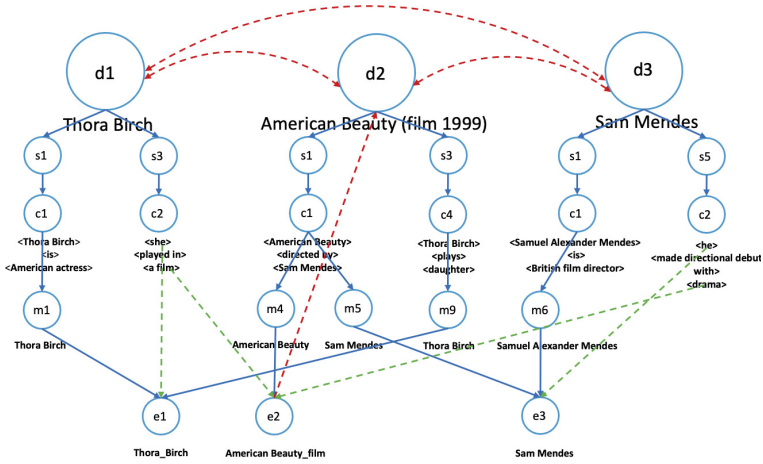 d1
d2
d3
Thora Birch
American Beauty (film 1999)
Sam Mendes
s1
s3
s1
s3
s1
s5
c1
c2
c1
c4
c1
c2
<Thora Birch>
<is>
<American actress>
<she>
<played in>
<a film>
<American Beauty>
<directed by>
<Sam Mendes>
<Thora Birch>
<plays>
<daughter>
<Samuel Alexander Mendes>
<is>
<British film director>
<he>
<made directional debut
with>
<drama>
m1
m4
m5
m9
m6
Thora Birch
American Beauty
Sam Mendes
Thora Birch
Samuel Alexander Mendes
e1
e2
e3
Thora_Birch
American Beauty_film
Sam Mendes